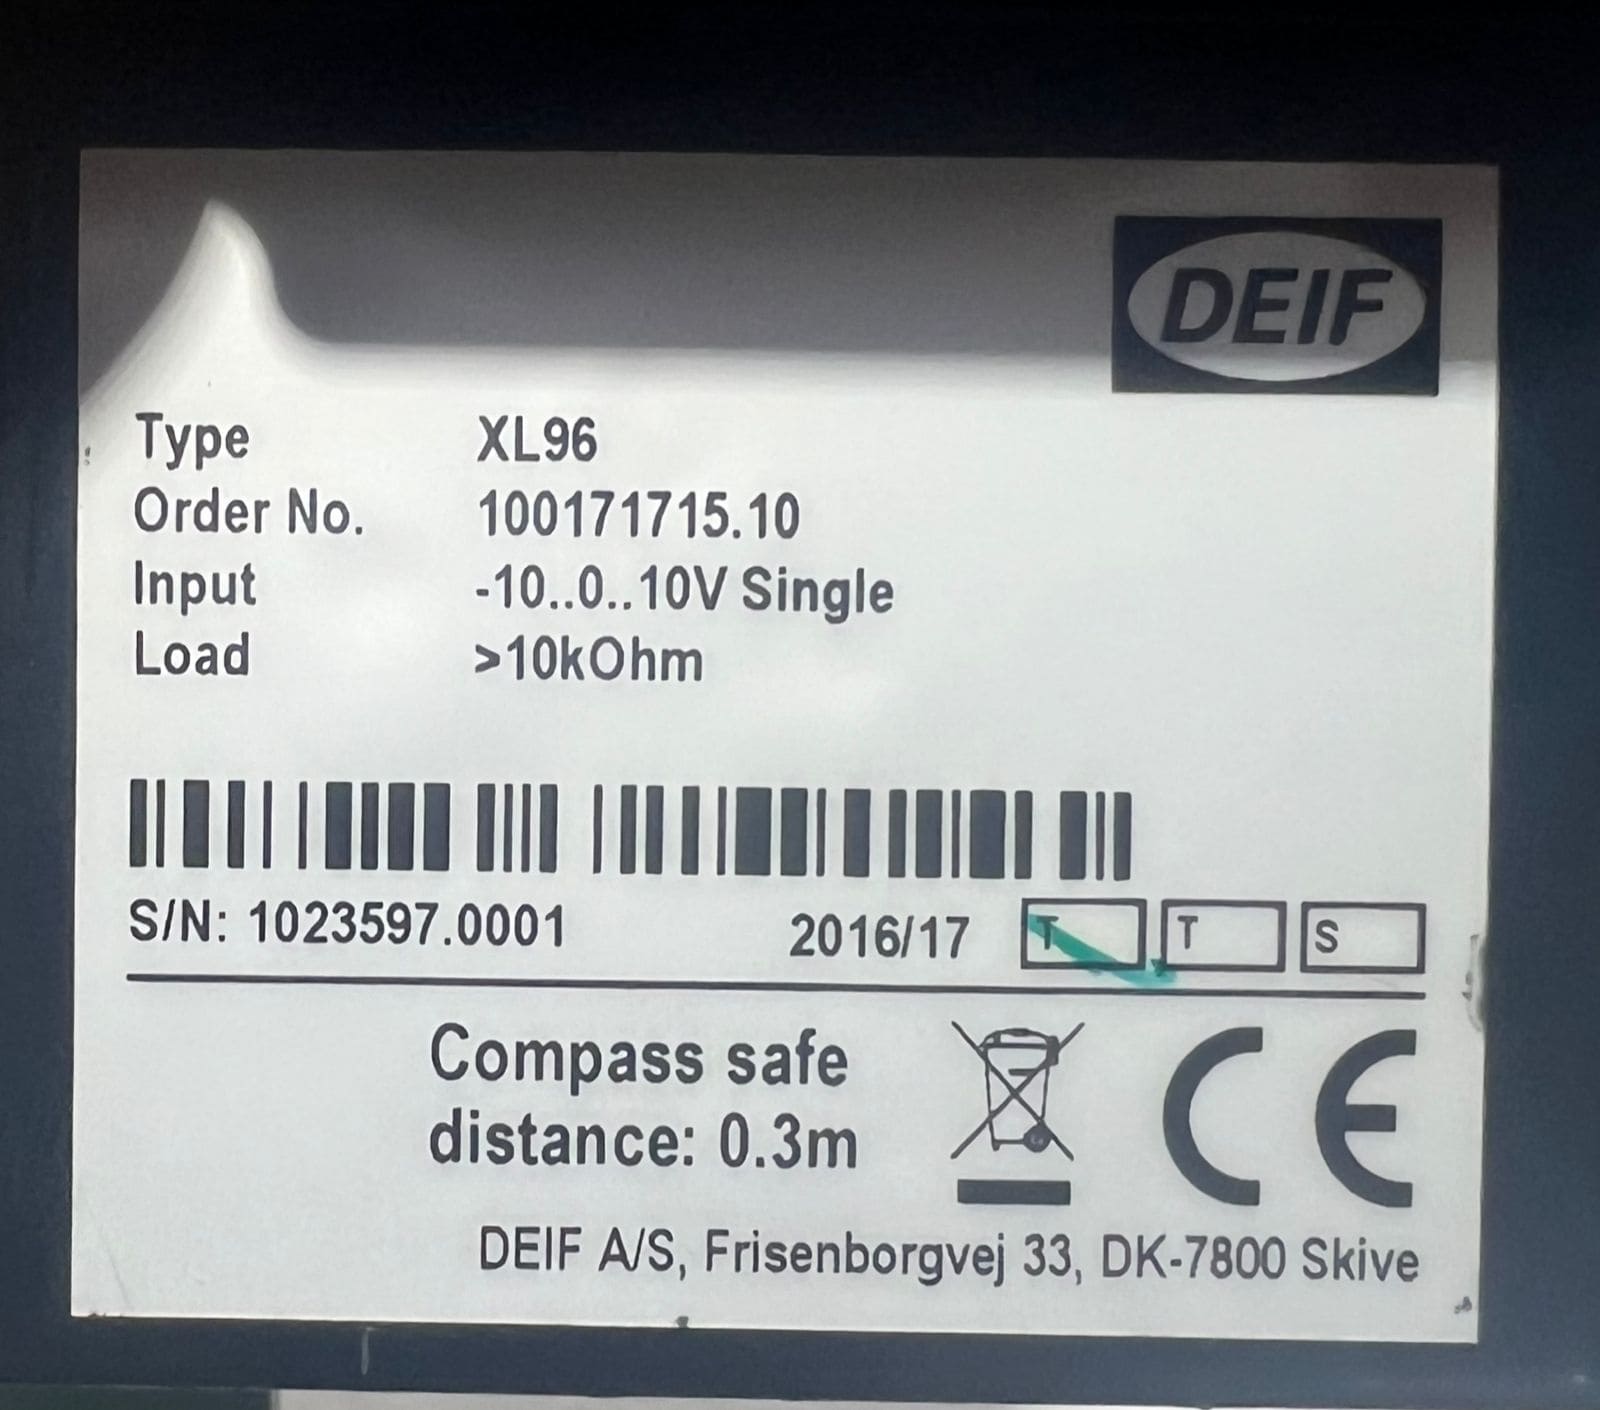 DEIF
Type XL96
Order No. 100171715.10
Input -10..0..10V Single
Load >10kOhm
S/N: 1023597.0001 2016/17 T T S
Compass safe
distance: 0.3m
CE
DEIF A/S, Frisenborgvej 33, DK-7800 Skive